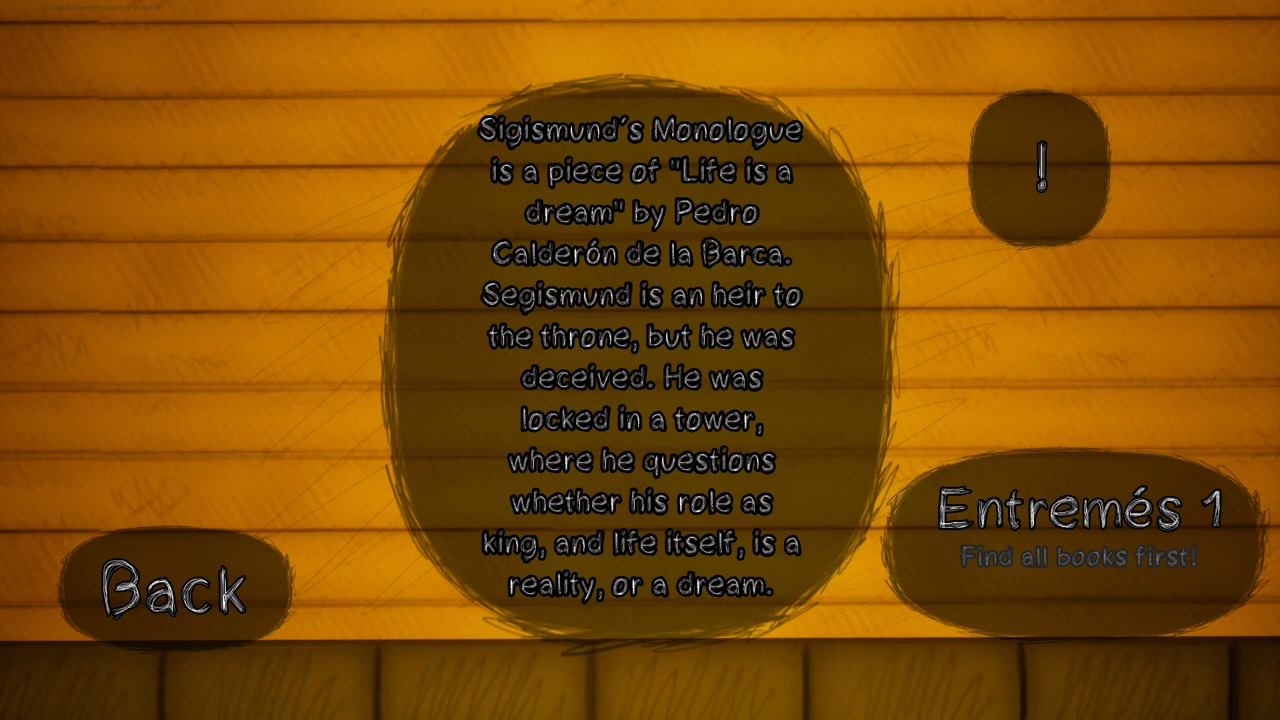 Sigismund's Monologue
is a piece of "Life is a
dream" by Pedro
Calderón de la Barca.
Segismund is an heir to
the throne, but he was
deceived. He was
locked in a tower,
where he questions
whether his role as
king, and life itself, is a
reality, or a dream.
!
Entremés 1
Find all books first!
Back